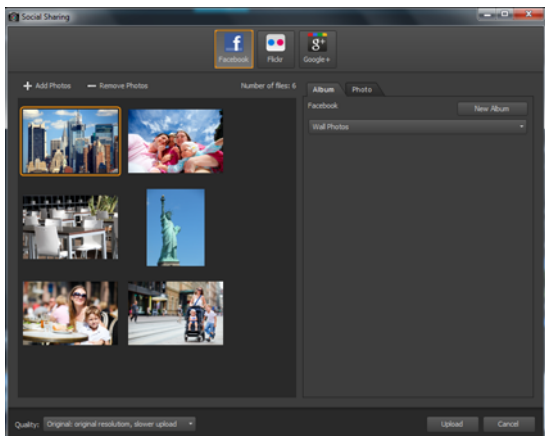 Social Sharing
f
Facebook
Flickr
g+
Google+
Add Photos
Remove Photos
Number of files: 6
Album
Photo
Facebook
New Album
Wall Photos
Quality:
Original: original resolution, slower upload
Upload
Cancel